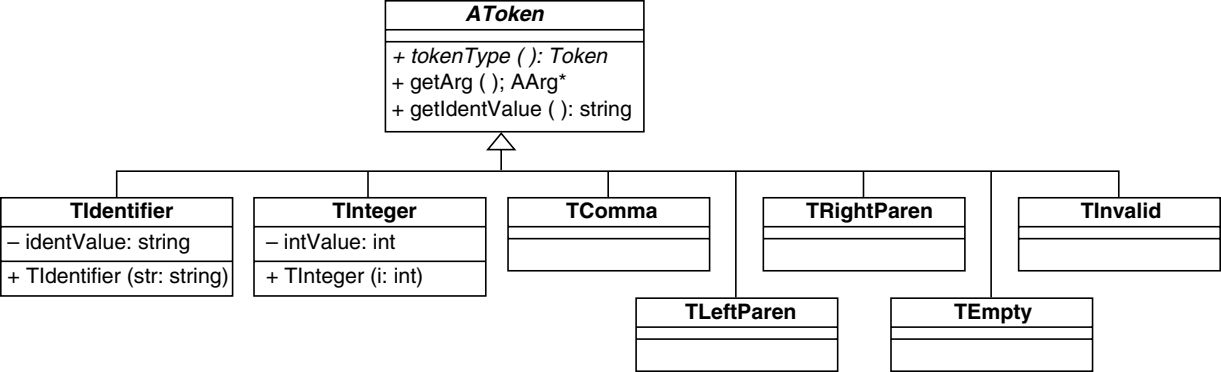 AToken
+ tokenType ( ): Token
+ getArg ( ); AArg*
+ getIdentValue ( ): string
TIdentifier
– identValue: string
+ TIdentifier (str: string)
TInteger
– intValue: int
+ TInteger (i: int)
TComma
TRightParen
TInvalid
TLeftParen
TEmpty